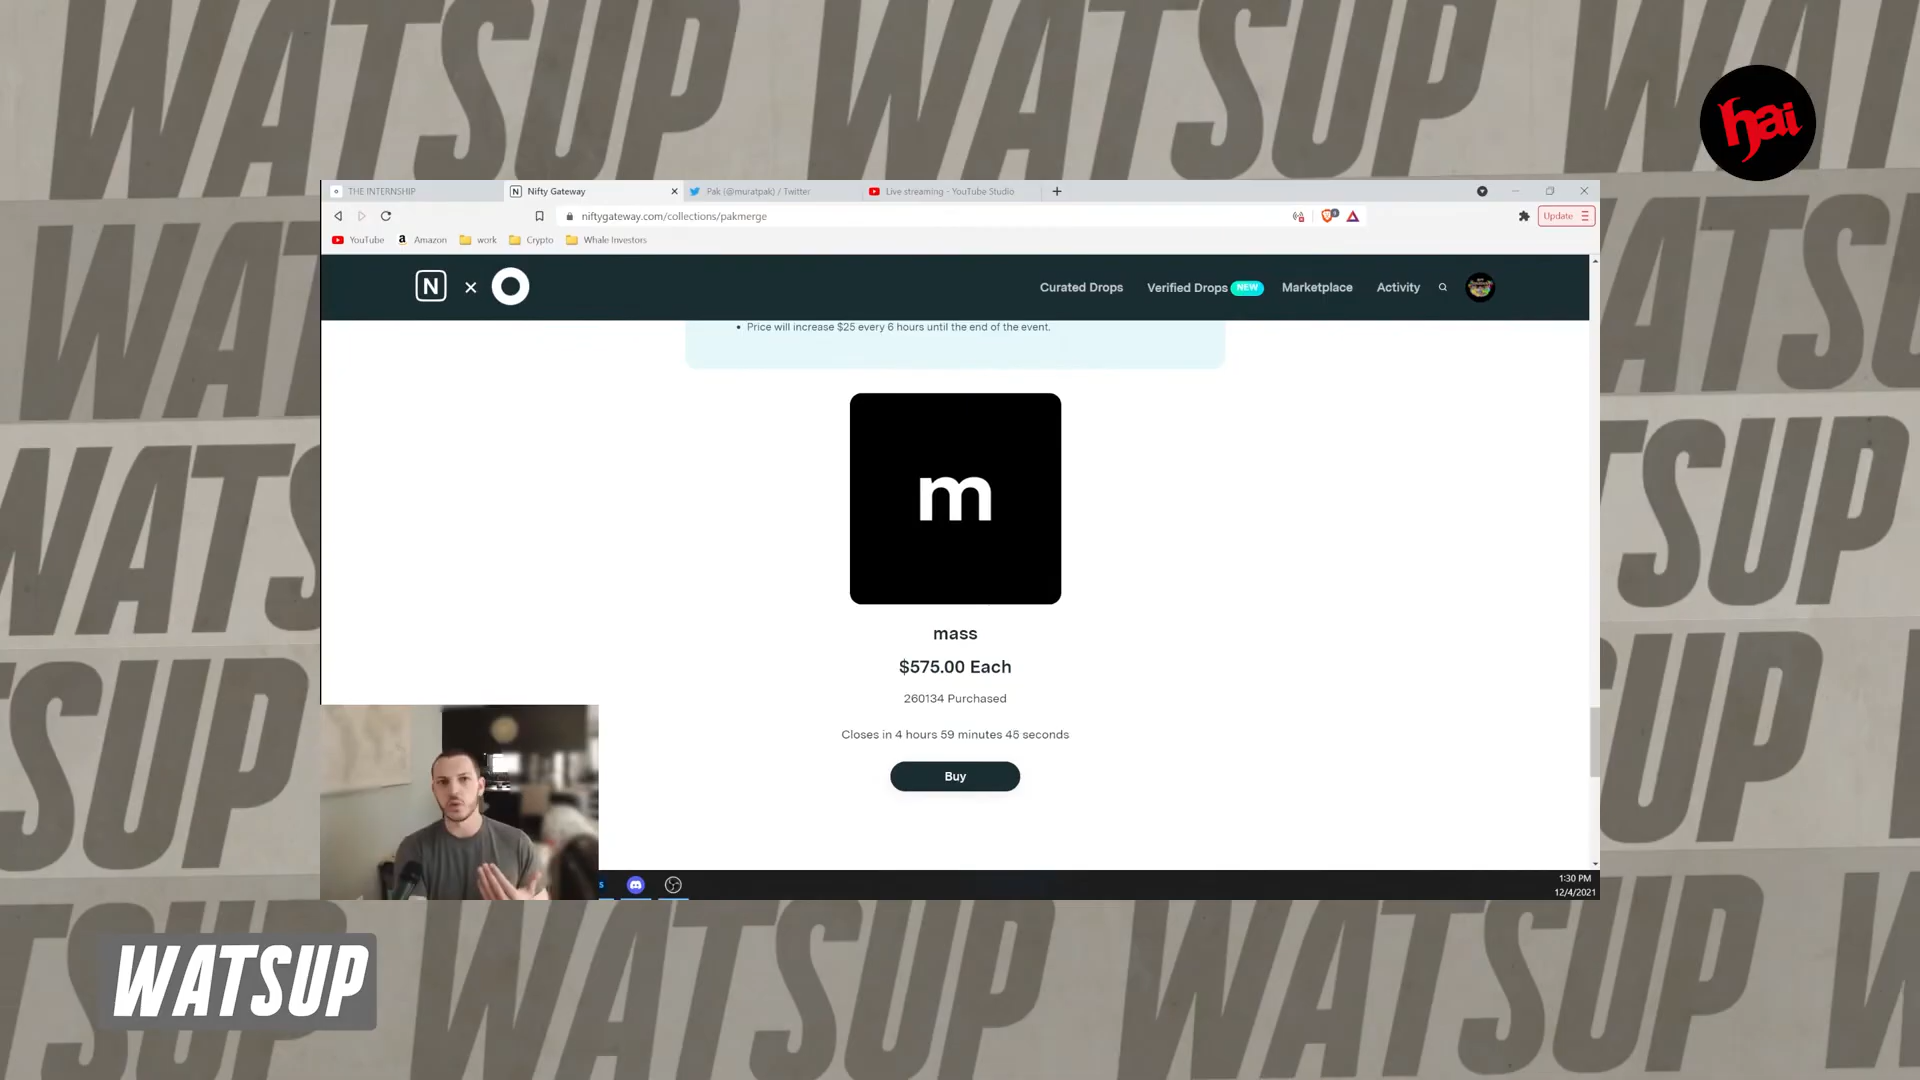 WATSUP WATSUP WATSUP
hai
THE INTERNSHIP
N Nifty Gateway
Pak (@muratpak) / Twitter
Live streaming - YouTube Studio
niftygateway.com/collections/pakmerge
Update
YouTube
a Amazon
work
Crypto
Whale Investors
N × O
Curated Drops
Verified Drops NEW
Marketplace
Activity
• Price will increase $25 every 6 hours until the end of the event.
m
mass
$575.00 Each
260134 Purchased
Closes in 4 hours 59 minutes 45 seconds
Buy
1:30 PM
12/4/2021
WATSUP